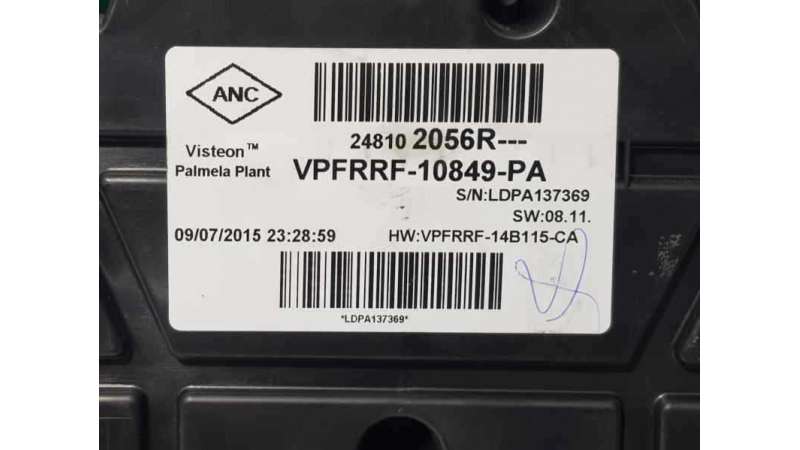 ANC
24810 2056R---
Visteon™
Palmela Plant
VPFRRF-10849-PA
S/N:LDPA137369
SW:08.11.
09/07/2015 23:28:59
HW:VPFRRF-14B115-CA
*LDPA137369*